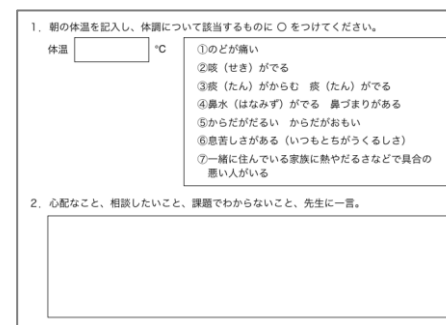 1．朝の体温を記入し、体調について該当するものに ○ をつけてください。
体温 ℃
①のどが痛い
②咳（せき）がでる
③痰（たん）がからむ 痰（たん）がでる
④鼻水（はなみず）がでる 鼻づまりがある
⑤からだがだるい からだがおもい
⑥息苦しさがある（いつもとちがうくるしさ）
⑦一緒に住んでいる家族に熱やだるさなどで具合の
悪い人がいる
2．心配なこと、相談したいこと、課題でわからないこと、先生に一言。